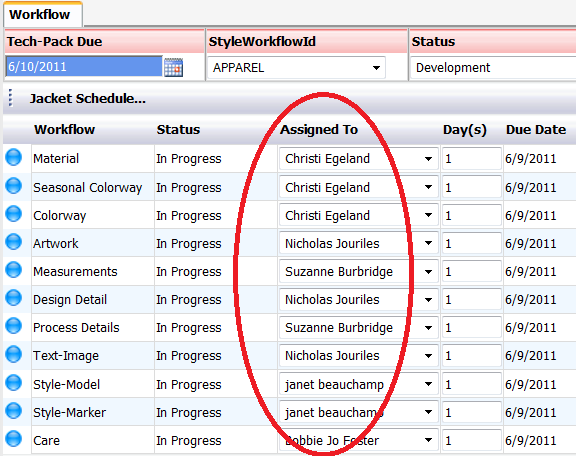 Workflow
Tech-Pack Due StyleWorkflowId Status
6/10/2011 APPAREL Development
Jacket Schedule...
Workflow Status Assigned To Day(s) Due Date
Material In Progress Christi Egeland 1 6/9/2011
Seasonal Colorway In Progress Christi Egeland 1 6/9/2011
Colorway In Progress Christi Egeland 1 6/9/2011
Artwork In Progress Nicholas Jouriles 1 6/9/2011
Measurements In Progress Suzanne Burbridge 1 6/9/2011
Design Detail In Progress Nicholas Jouriles 1 6/9/2011
Process Details In Progress Suzanne Burbridge 1 6/9/2011
Text-Image In Progress Nicholas Jouriles 1 6/9/2011
Style-Model In Progress janet beauchamp 1 6/9/2011
Style-Marker In Progress janet beauchamp 1 6/9/2011
Care In Progress Bobbie Jo Foster 1 6/9/2011